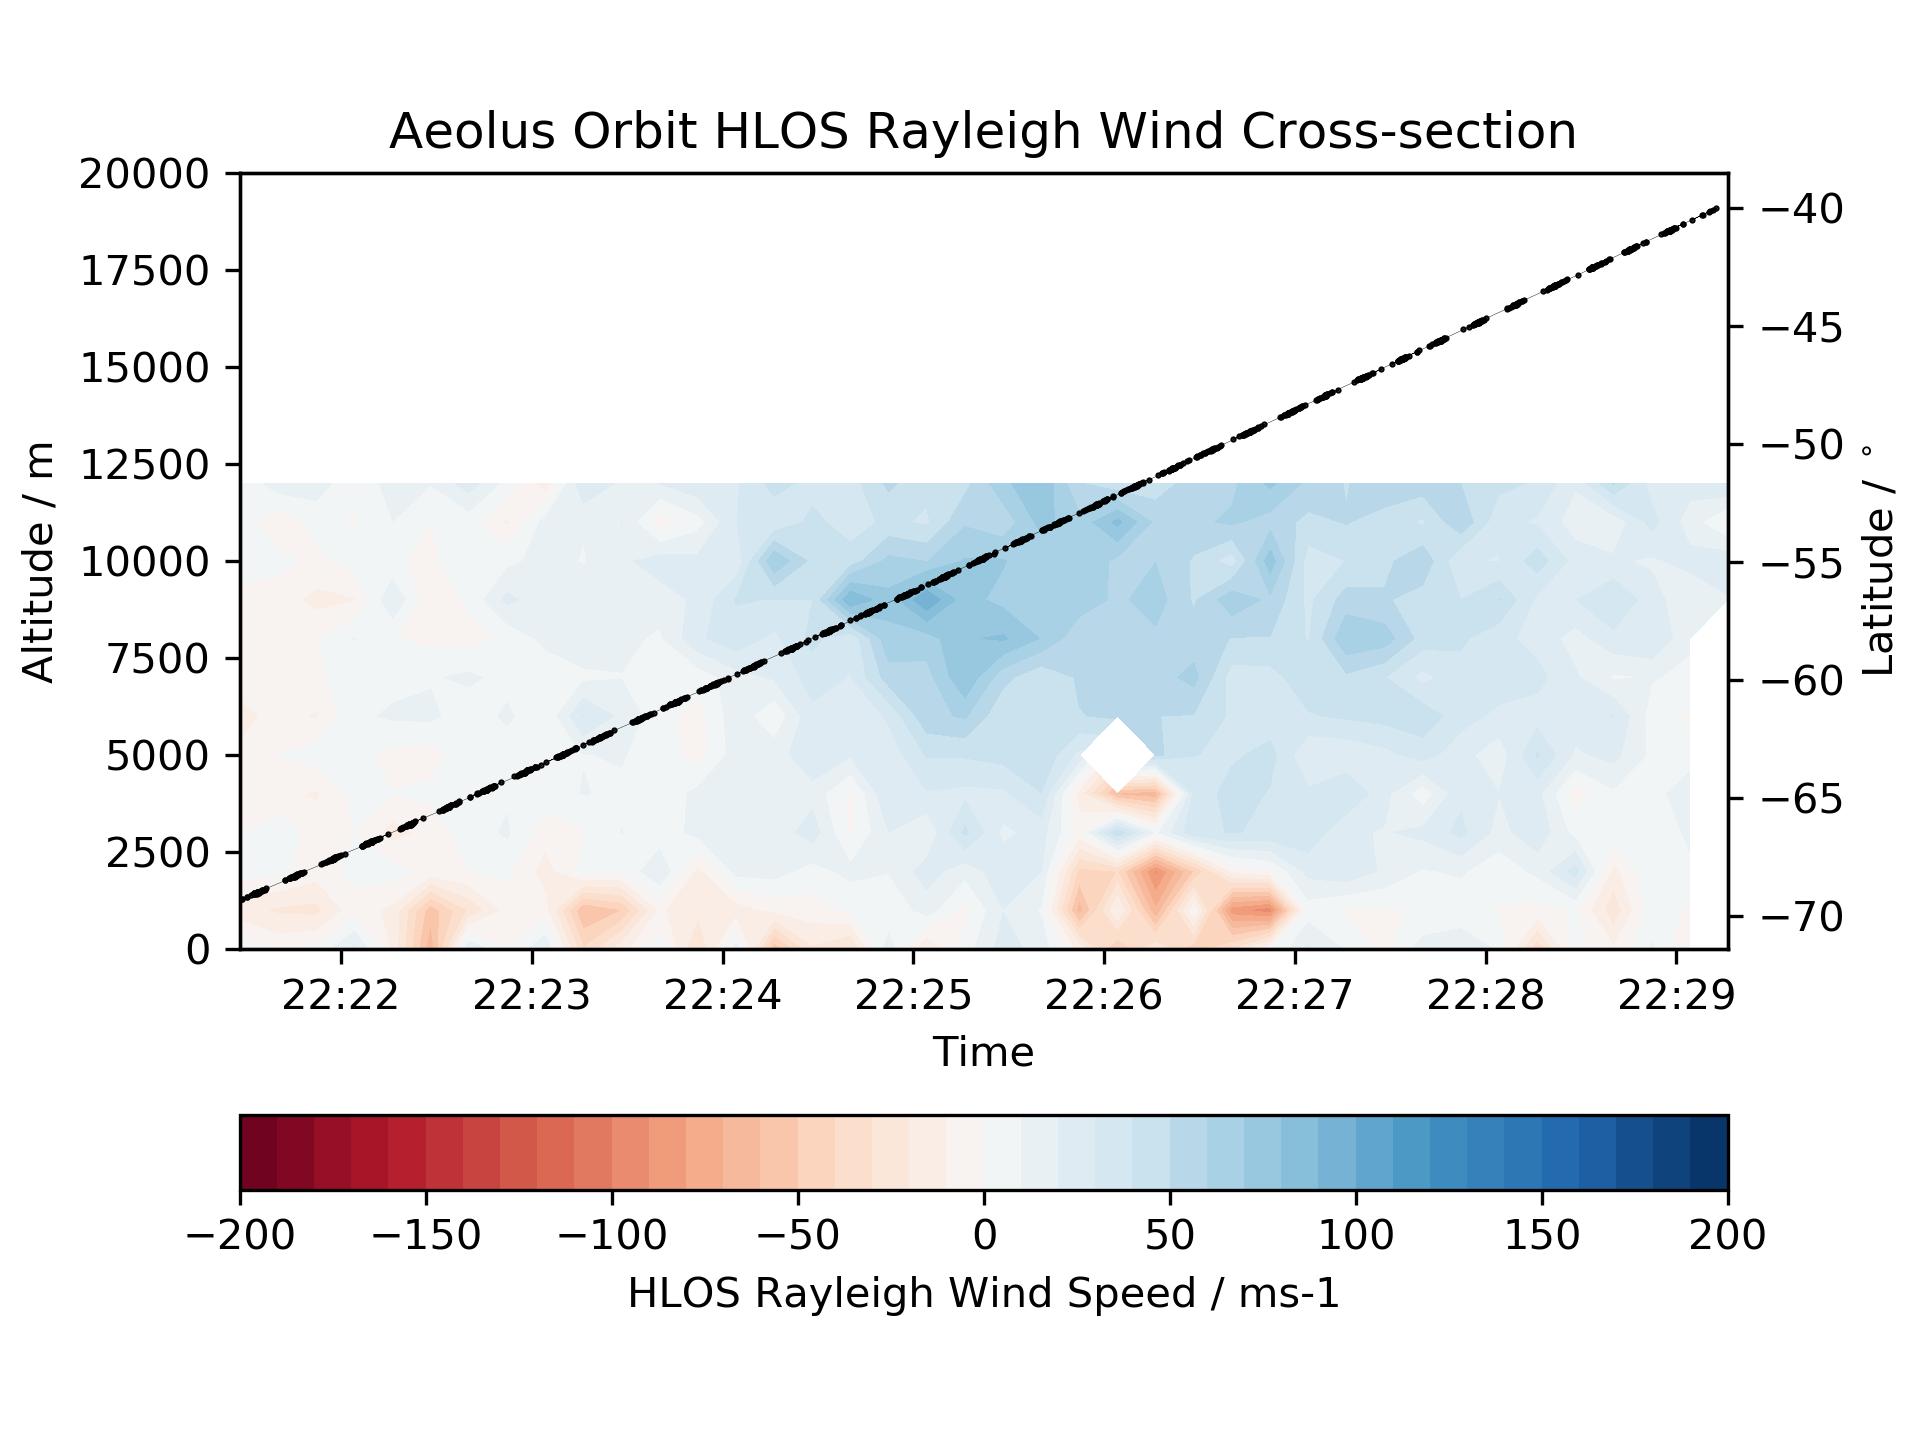 Aeolus Orbit HLOS Rayleigh Wind Cross-section
20000
17500
15000
12500
10000
7500
5000
2500
0
Altitude / m
−40
−45
−50
−55
−60
−65
−70
Latitude / °
22:22 22:23 22:24 22:25 22:26 22:27 22:28 22:29
Time
−200 −150 −100 −50 0 50 100 150 200
HLOS Rayleigh Wind Speed / ms-1